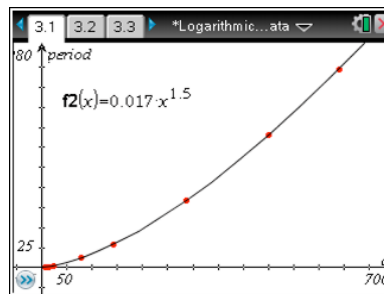 3.1 3.2 3.3 *Logarithmic...ata
80 period
f2(x)=0.017·x^1.5
25
50 700